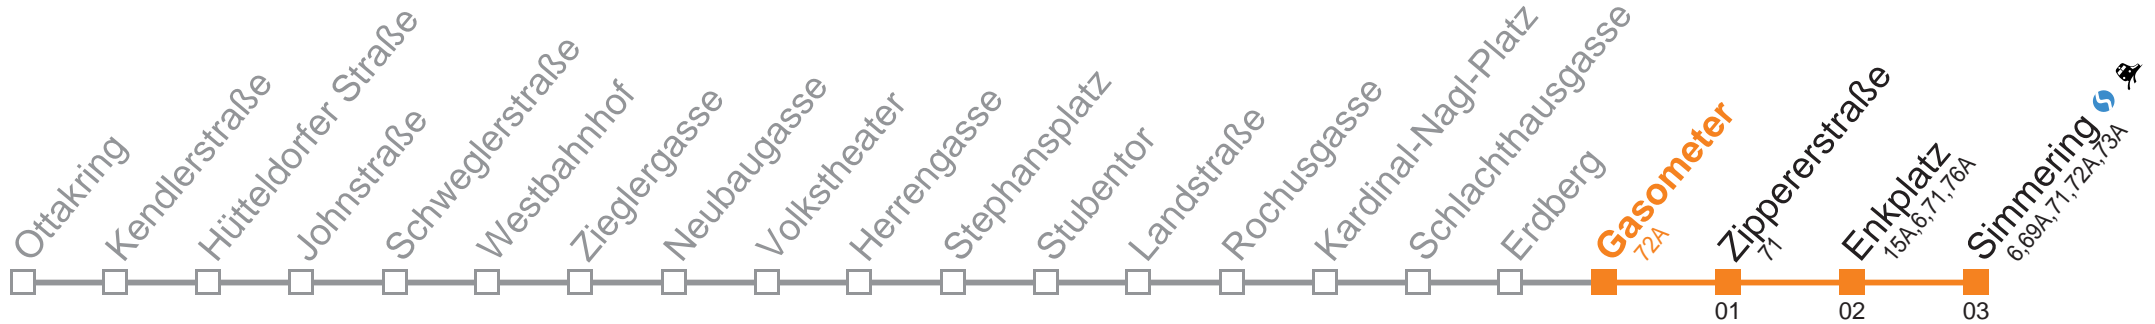 Ottakring
Kendlerstraße
Hütteldorfer Straße
Johnstraße
Schweglerstraße
Westbahnhof
Zieglergasse
Neubaugasse
Volkstheater
Herrengasse
Stephansplatz
Stubentor
Landstraße
Rochusgasse
Kardinal-Nagl-Platz
Schlachthausgasse
Erdberg
Gasometer
72A
Zippererstraße
71
Enkplatz
15A,6,71,76A
Simmering
6,69A,71,72A,73A
01
02
03